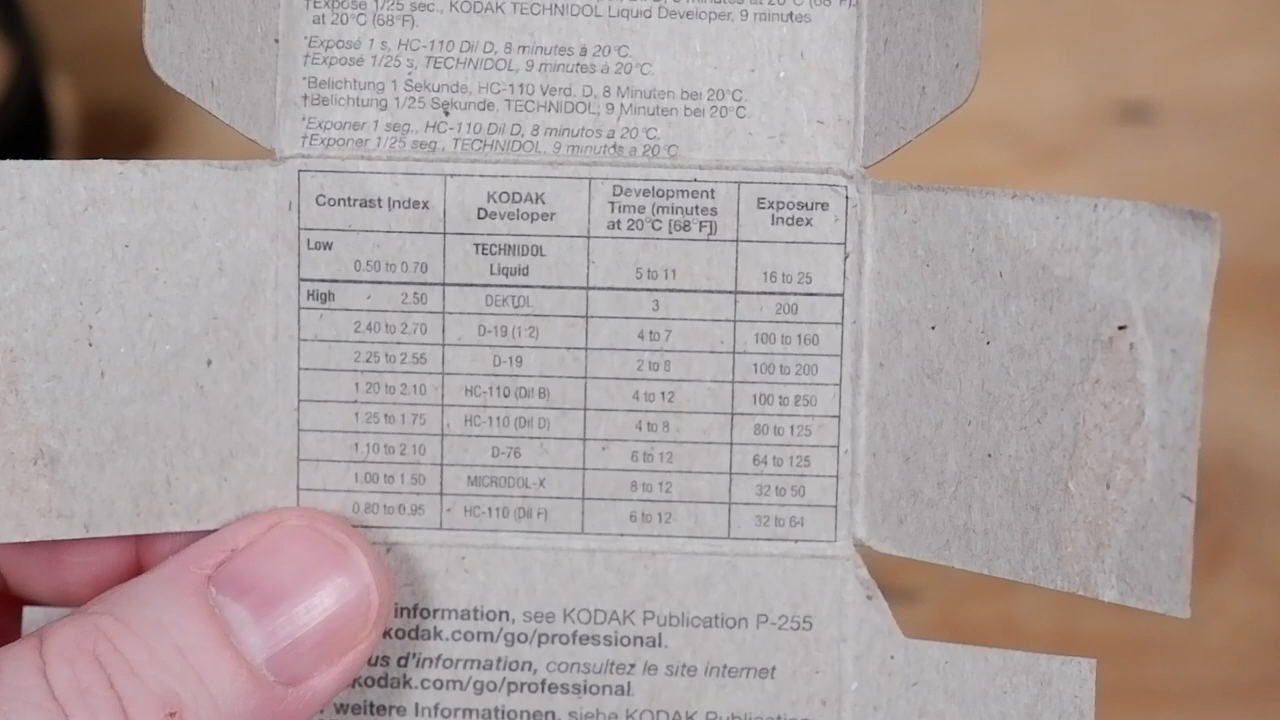 †Expose 1/25 sec., KODAK TECHNIDOL Liquid Developer, 9 minutes
at 20°C (68°F).
*Exposé 1 s, HC-110 Dil D, 8 minutes à 20°C.
†Exposé 1/25 s, TECHNIDOL, 9 minutes à 20°C.
*Belichtung 1 Sekunde, HC-110 Verd. D, 8 Minuten bei 20°C.
†Belichtung 1/25 Sekunde, TECHNIDOL, 9 Minuten bei 20°C.
*Exponer 1 seg., HC-110 Dil D, 8 minutos a 20°C.
†Exponer 1/25 seg., TECHNIDOL, 9 minutos a 20°C
Contrast Index
KODAK
Developer
Development
Time (minutes
at 20°C [68°F])
Exposure
Index
Low
0.50 to 0.70
TECHNIDOL
Liquid
5 to 11
16 to 25
High 2.50 DEKTOL 3 200
2.40 to 2.70 D-19 (1:2) 4 to 7 100 to 160
2.25 to 2.55 D-19 2 to 8 100 to 200
1.20 to 2.10 HC-110 (Dil B) 4 to 12 100 to 250
1.25 to 1.75 HC-110 (Dil D) 4 to 8 80 to 125
1.10 to 2.10 D-76 6 to 12 64 to 125
1.00 to 1.50 MICRODOL-X 8 to 12 32 to 50
0.80 to 0.95 HC-110 (Dil F) 6 to 12 32 to 64
information, see KODAK Publication P-255
kodak.com/go/professional.
us d'information, consultez le site internet
kodak.com/go/professional.
weitere Informationen, siehe KODAK Publication